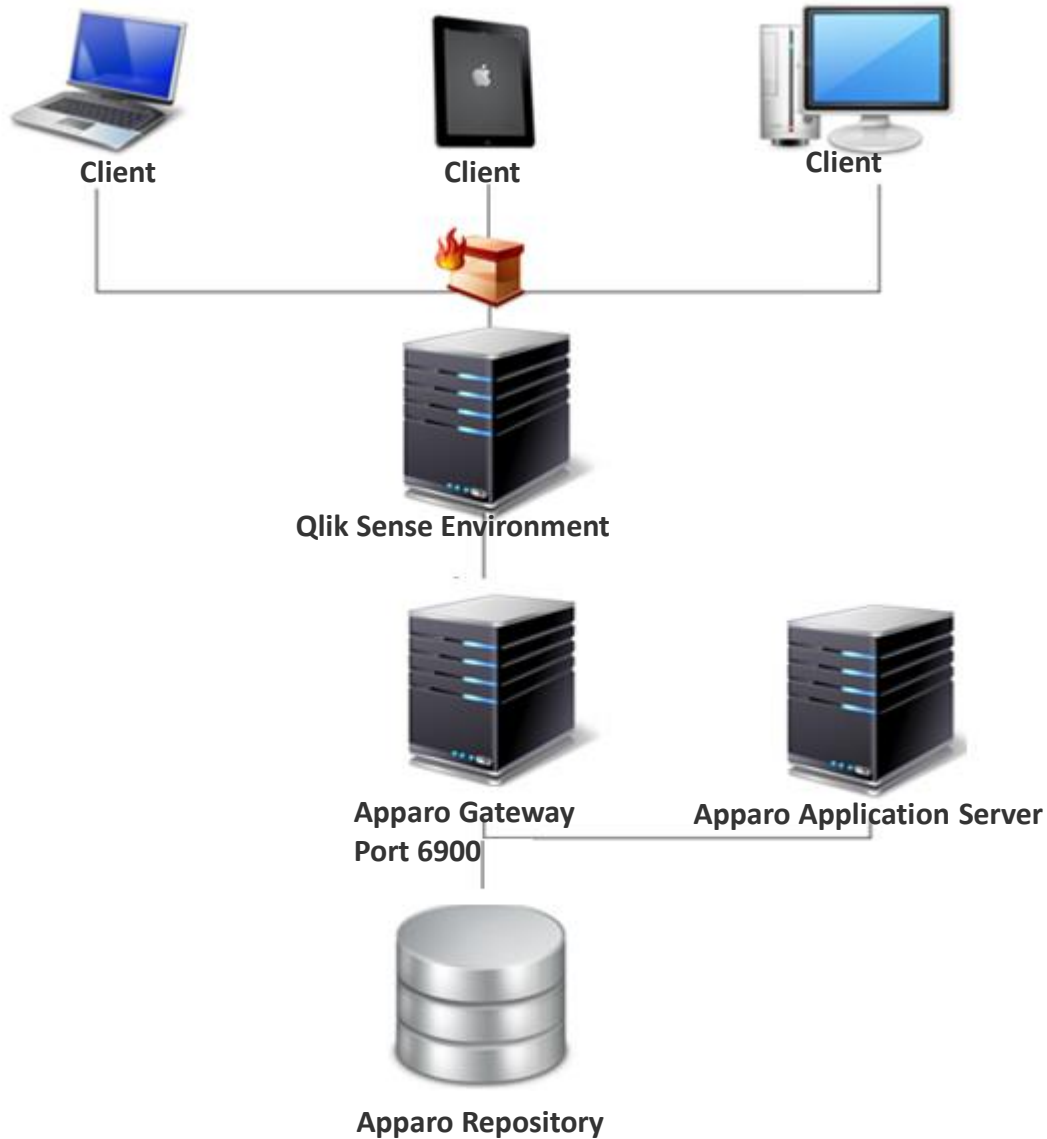 Client
Client
Client
Qlik Sense Environment
Apparo Gateway
Port 6900
Apparo Application Server
Apparo Repository